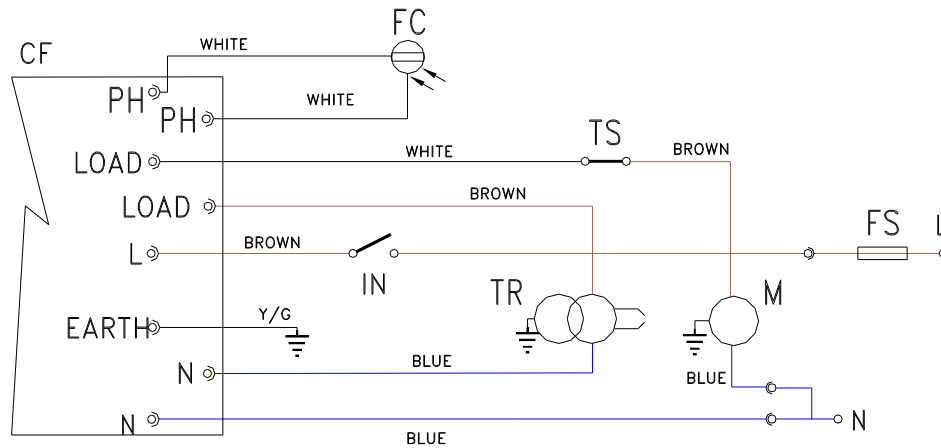 FC
WHITE
CF
PH
WHITE
PH
TS
LOAD
WHITE
BROWN
LOAD
BROWN
FS
L
BROWN
L
IN
TR
M
EARTH
Y/G
N
BLUE
BLUE
N
N
BLUE